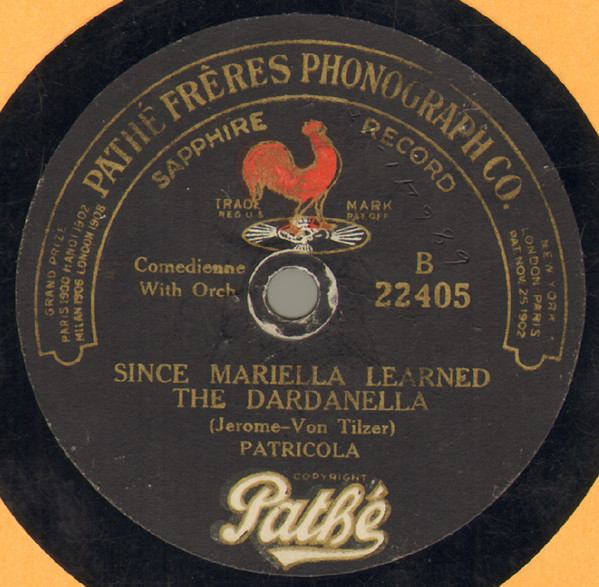 PATHÉ FRÈRES PHONOGRAPH CO.
SAPPHIRE RECORD
TRADE MARK
REG U.S. PAT. OFF
GRAND PRIZE
PARIS 1900 HANOI 1902
MILAN 1906 LONDON 1908
NEW YORK
LONDON PARIS
PAT. NOV. 25 1902
Comedienne
With Orch.
B
22405
SINCE MARIELLA LEARNED
THE DARDANELLA
(Jerome-Von Tilzer)
PATRICOLA
COPYRIGHT
Pathé